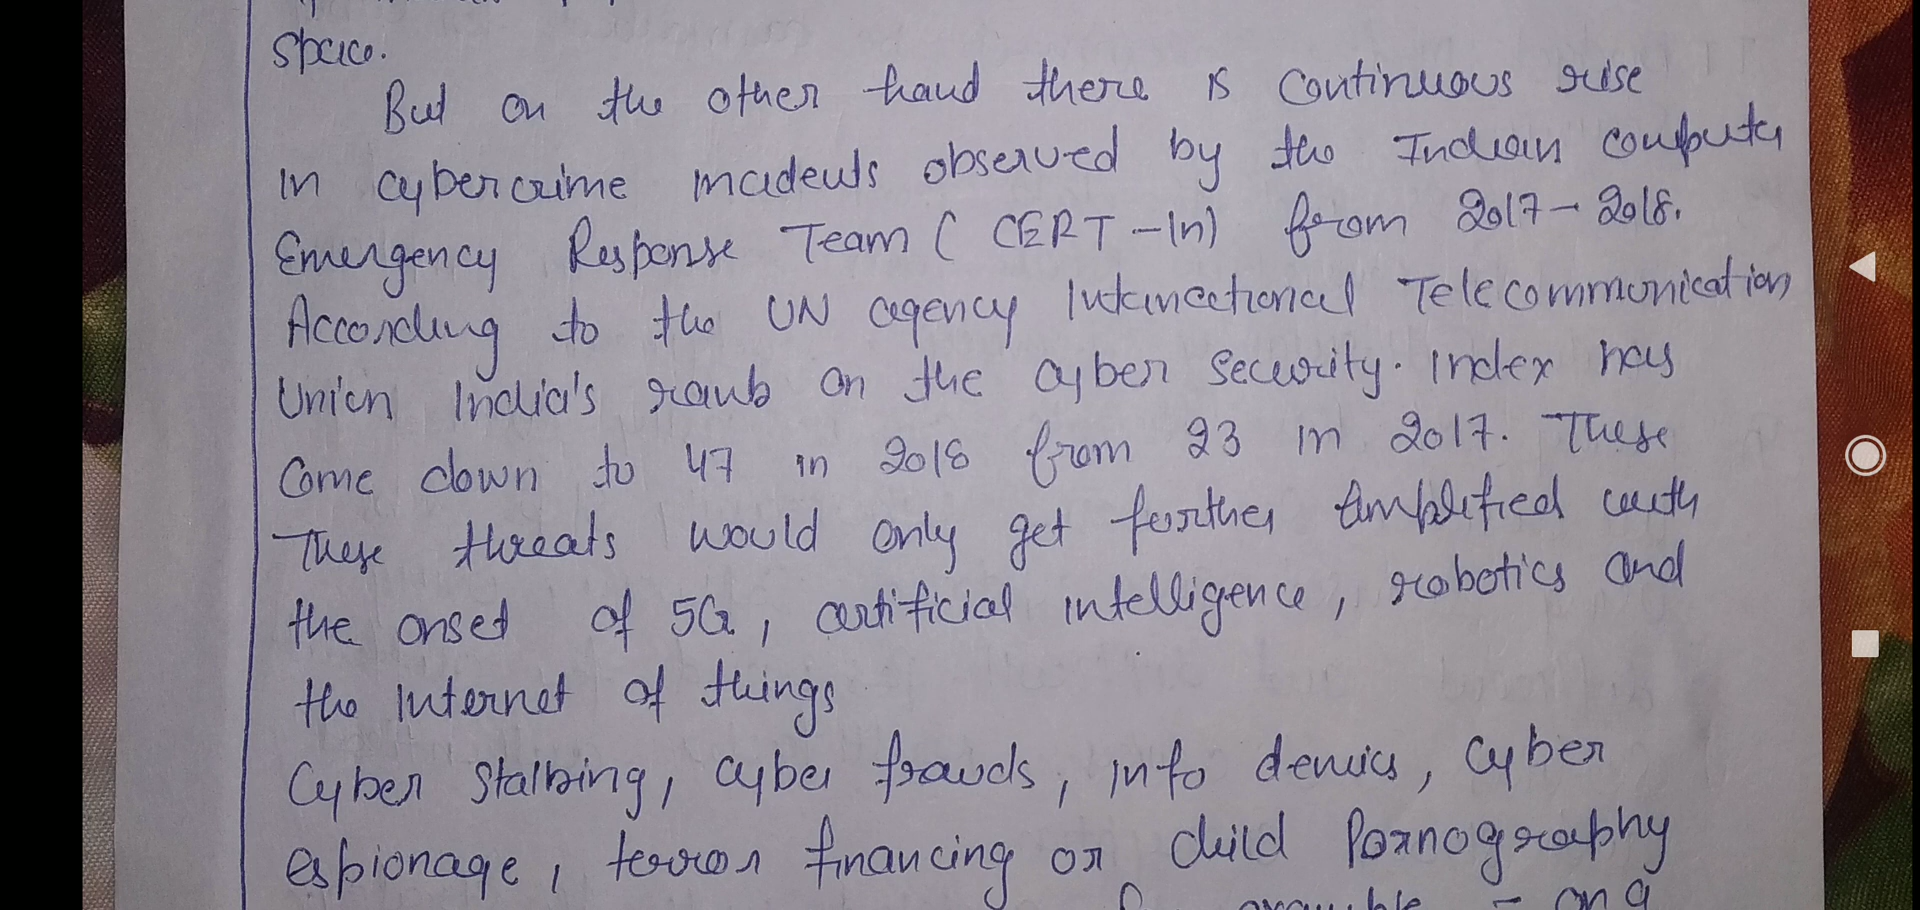 space.
But on the other hand there is continuous rise
in cybercrime incidents observed by the Indian computer
Emergency Response Team ( CERT - In) from 2017 - 2018.
According to the UN agency International Telecommunication
Union India's rank on the cyber security. Index has
come down to 47 in 2018 from 23 in 2017. These
These threats would only get further amplified with
the onset of 5G, artificial intelligence, robotics and
the internet of things
Cyber Stalking, cyber frauds, info demics, cyber
espionage, terror financing or child Pornography
- on a